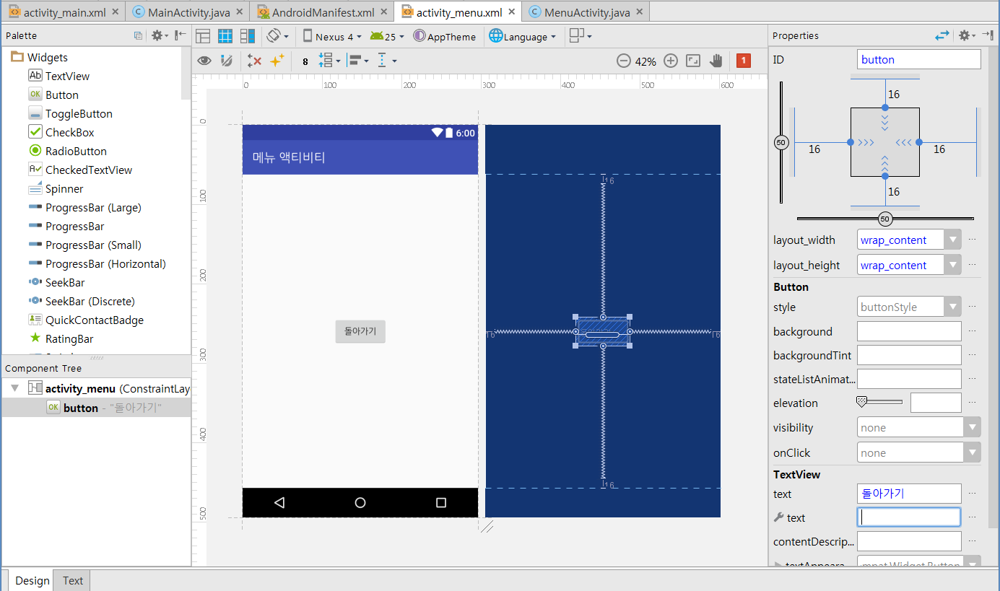 activity_main.xml MainActivity.java AndroidManifest.xml activity_menu.xml MenuActivity.java
Palette
Widgets
Ab TextView
OK Button
ToggleButton
CheckBox
RadioButton
CheckedTextView
Spinner
ProgressBar (Large)
ProgressBar
ProgressBar (Small)
ProgressBar (Horizontal)
SeekBar
SeekBar (Discrete)
QuickContactBadge
RatingBar
Component Tree
activity_menu (ConstraintLay
OK button - "돌아가기"
Nexus 4 25 AppTheme Language
8 42% 1
0 100 200 300 400 500 600
0
100
200
300
400
500
6:00
메뉴 액티비티
돌아가기
16
16 16
16
Properties
ID button
16
50 16 16
16
50
layout_width wrap_content ...
layout_height wrap_content ...
Button
style buttonStyle ...
background ...
backgroundTint ...
stateListAnimat... ...
elevation ...
visibility none
onClick none
TextView
text 돌아가기 ...
text ...
contentDescrip... ...
Design Text